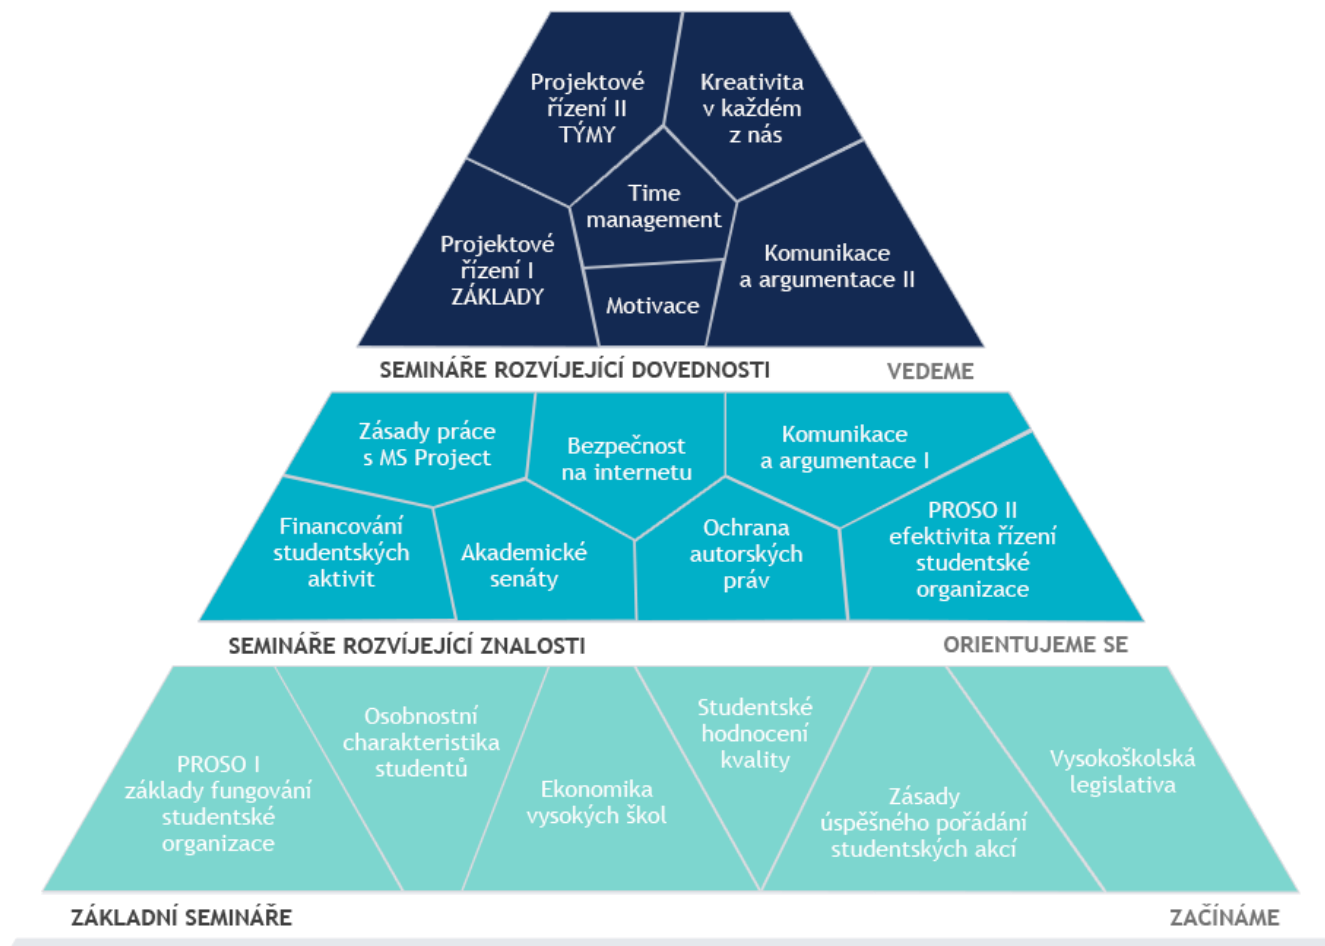 Projektové
řízení II
TÝMY
Kreativita
v každém
z nás
Time
management
Projektové
řízení I
ZÁKLADY
Motivace
Komunikace
a argumentace II
SEMINÁŘE ROZVÍJEJÍCÍ DOVEDNOSTI
VEDEME
Zásady práce
s MS Project
Bezpečnost
na internetu
Komunikace
a argumentace I
Financování
studentských
aktivit
Akademické
senáty
Ochrana
autorských
práv
PROSO II
efektivita řízení
studentské
organizace
SEMINÁŘE ROZVÍJEJÍCÍ ZNALOSTI
ORIENTUJEME SE
PROSO I
základy fungování
studentské
organizace
Osobnostní
charakteristika
studentů
Ekonomika
vysokých škol
Studentské
hodnocení
kvality
Zásady
úspěšného pořádání
studentských akcí
Vysokoškolská
legislativa
ZÁKLADNÍ SEMINÁŘE
ZAČÍNÁME